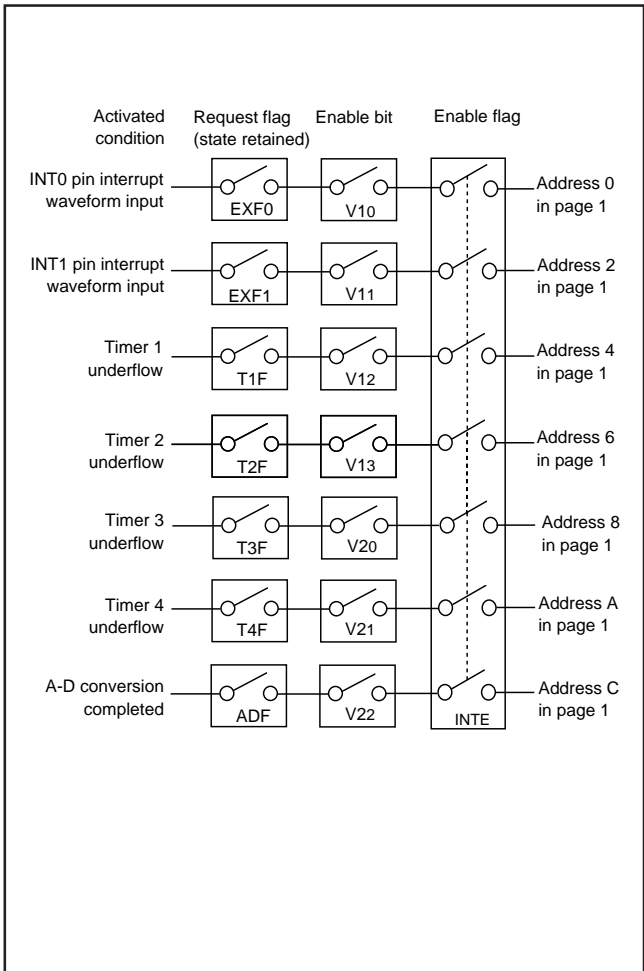 Activated
condition
Request flag
(state retained)
Enable bit
Enable flag
INT0 pin interrupt
waveform input
EXF0
V10
Address 0
in page 1
INT1 pin interrupt
waveform input
EXF1
V11
Address 2
in page 1
Timer 1
underflow
T1F
V12
Address 4
in page 1
Timer 2
underflow
T2F
V13
Address 6
in page 1
Timer 3
underflow
T3F
V20
Address 8
in page 1
Timer 4
underflow
T4F
V21
Address A
in page 1
A-D conversion
completed
ADF
V22
INTE
Address C
in page 1